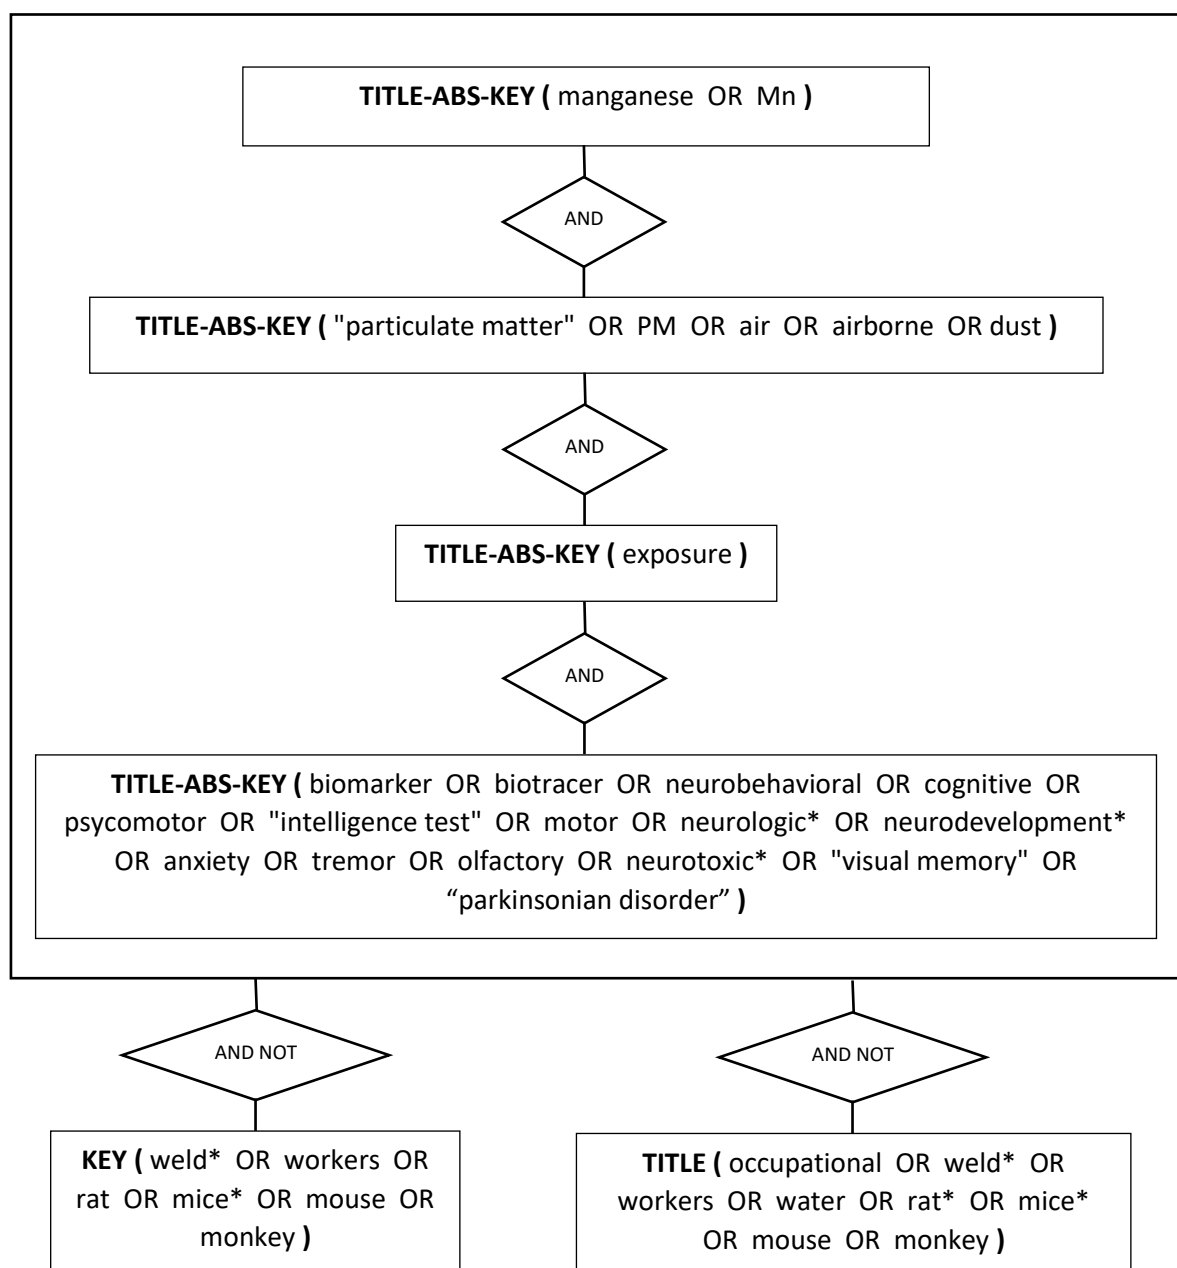 TITLE-ABS-KEY ( manganese OR Mn )
AND
TITLE-ABS-KEY ( "particulate matter" OR PM OR air OR airborne OR dust )
AND
TITLE-ABS-KEY ( exposure )
AND
TITLE-ABS-KEY ( biomarker OR biotracer OR neurobehavioral OR cognitive OR
psycomotor OR "intelligence test" OR motor OR neurologic* OR neurodevelopment*
OR anxiety OR tremor OR olfactory OR neurotoxic* OR "visual memory" OR
“parkinsonian disorder” )
AND NOT
KEY ( weld* OR workers OR
rat OR mice* OR mouse OR
monkey )
AND NOT
TITLE ( occupational OR weld* OR
workers OR water OR rat* OR mice*
OR mouse OR monkey )